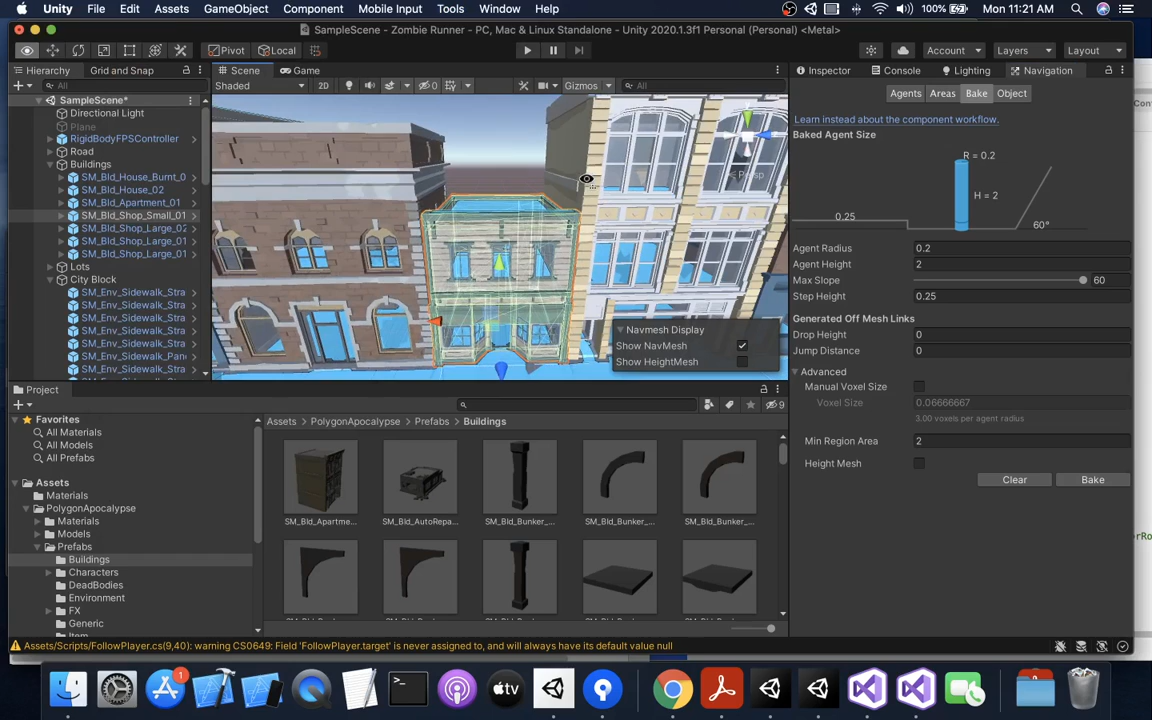 Unity File Edit Assets GameObject Component Mobile Input Tools Window Help 100% Mon 11:21 AM
SampleScene - Zombie Runner - PC, Mac & Linux Standalone - Unity 2020.1.3f1 Personal (Personal) <Metal>
Pivot Local Account Layers Layout
Hierarchy Grid and Snap Scene Game Inspector Console Lighting Navigation
All Shaded 2D 0 Gizmos All Agents Areas Bake Object
SampleScene*
Directional Light
Plane
RigidBodyFPSController
Road
Buildings
SM_Bld_House_Burnt_0
SM_Bld_House_02
SM_Bld_Apartment_01
SM_Bld_Shop_Small_01
SM_Bld_Shop_Large_02
SM_Bld_Shop_Large_01
SM_Bld_Shop_Large_01
Lots
City Block
SM_Env_Sidewalk_Stra
SM_Env_Sidewalk_Stra
SM_Env_Sidewalk_Stra
SM_Env_Sidewalk_Stra
SM_Env_Sidewalk_Stra
SM_Env_Sidewalk_Pan
SM_Env_Sidewalk_Stra
Persp
Navmesh Display
Show NavMesh
Show HeightMesh
Learn instead about the component workflow.
Baked Agent Size
R = 0.2
H = 2
0.25
60°
Agent Radius 0.2
Agent Height 2
Max Slope 60
Step Height 0.25
Generated Off Mesh Links
Drop Height 0
Jump Distance 0
Advanced
Manual Voxel Size
Voxel Size 0.06666667
3.00 voxels per agent radius
Min Region Area 2
Height Mesh
Clear Bake
Project
9
Favorites
All Materials
All Models
All Prefabs
Assets
Materials
PolygonApocalypse
Materials
Models
Prefabs
Buildings
Characters
DeadBodies
Environment
FX
Generic
Assets PolygonApocalypse Prefabs Buildings
SM_Bld_Apartme... SM_Bld_AutoRepa... SM_Bld_Bunker_... SM_Bld_Bunker_... SM_Bld_Bunker_...
Assets/Scripts/FollowPlayer.cs(9,40): warning CS0649: Field 'FollowPlayer.target' is never assigned to, and will always have its default value null
1
tv